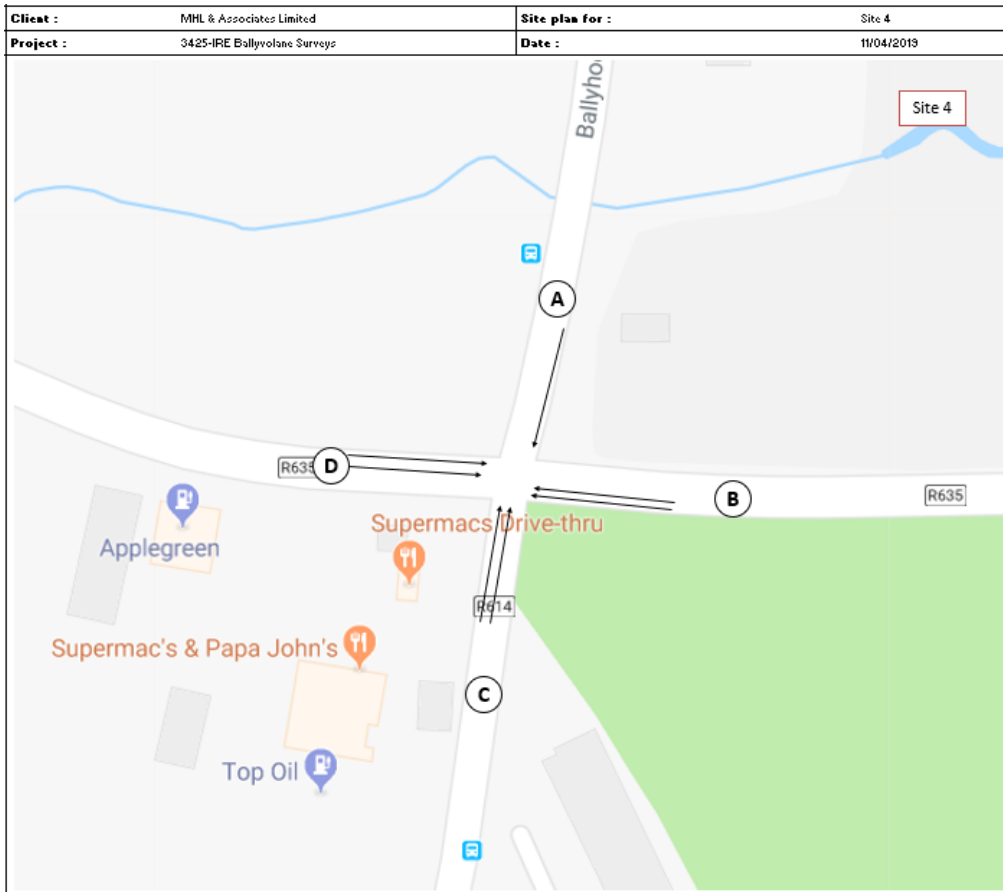 Client : MHL & Associates Limited Site plan for : Site 4
Project : 3425-IRE Ballyvolane Surveys Date : 11/04/2019
Ballyho
Site 4
A
R635 D
B R635
Supermacs Drive-thru
Applegreen
R614
Supermac's & Papa John's
C
Top Oil